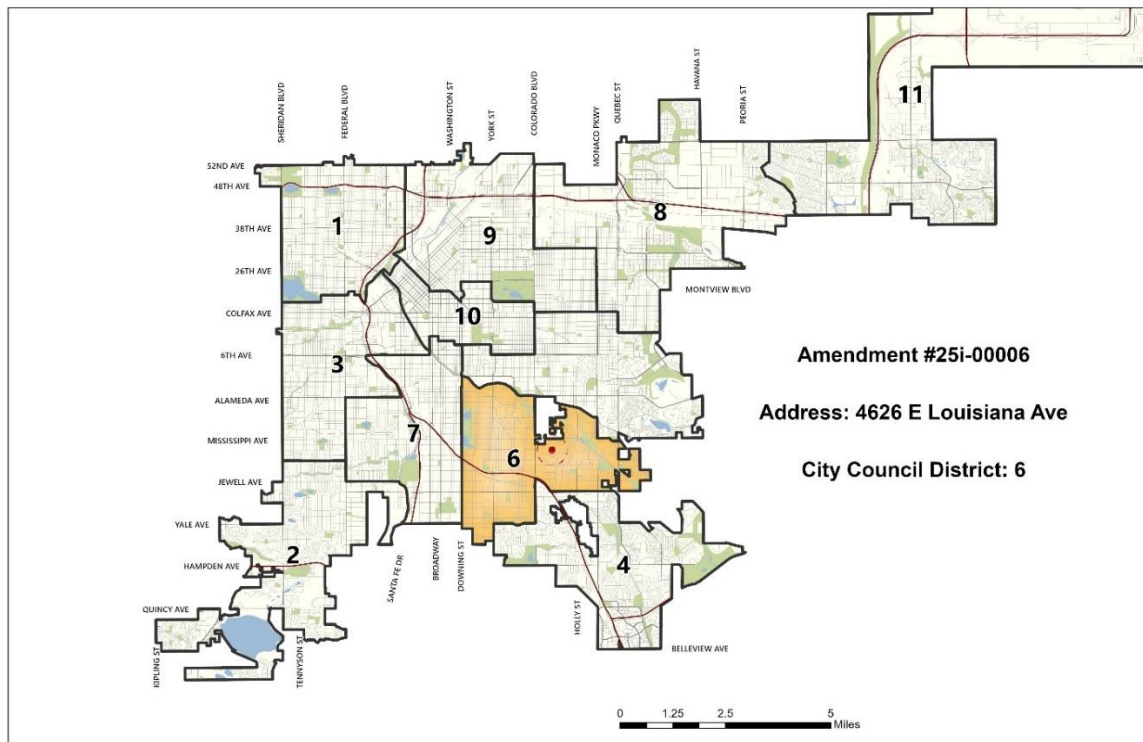 HAVANA ST
11
WASHINGTON ST
COLORADO BLVD
QUEBEC ST
PEORIA ST
SHERIDAN BLVD
FEDERAL BLVD
YORK ST
MONACO PKWY
52ND AVE
48TH AVE
1
8
38TH AVE
9
26TH AVE
MONTVIEW BLVD
COLFAX AVE
10
6TH AVE
3
Amendment #25i-00006
ALAMEDA AVE
Address: 4626 E Louisiana Ave
MISSISSIPPI AVE
7
6
City Council District: 6
JEWELL AVE
YALE AVE
2
HAMPDEN AVE
SANTA FE DR
BROADWAY
DOWNING ST
4
QUINCY AVE
HOLLY ST
BELLEVIEW AVE
KIPLING ST
TENNYSON ST
0 1.25 2.5 5
Miles